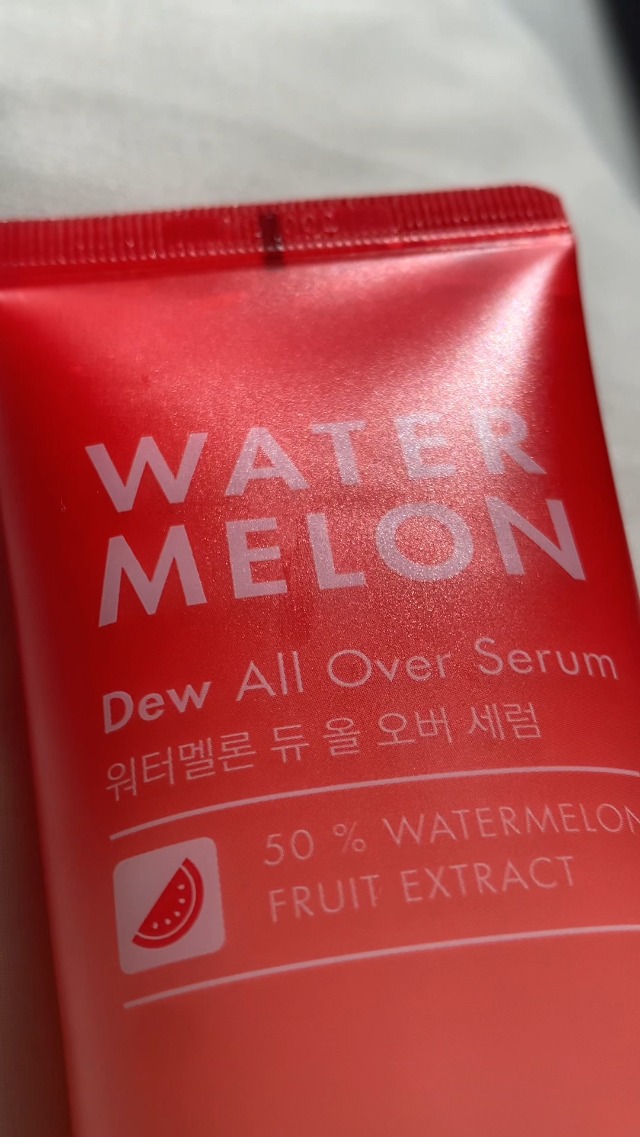 WATER
MELON
Dew All Over Serum
워터멜론 듀 올 오버 세럼
50 % WATERMELON
FRUIT EXTRACT